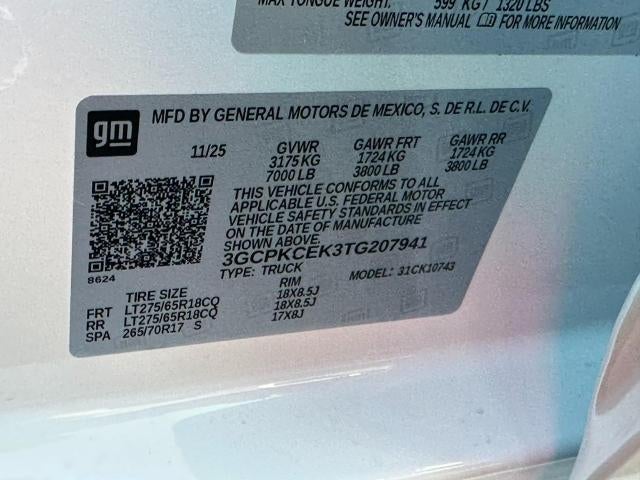 MAX TONGUE WEIGHT: 599 KG / 1320 LBS
SEE OWNER'S MANUAL FOR MORE INFORMATION
gm
MFD BY GENERAL MOTORS DE MEXICO, S. DE R.L. DE C.V.
11/25 GVWR GAWR FRT GAWR RR
3175 KG 1724 KG 1724 KG
7000 LB 3800 LB 3800 LB
THIS VEHICLE CONFORMS TO ALL
APPLICABLE U.S. FEDERAL MOTOR
VEHICLE SAFETY STANDARDS IN EFFECT
ON THE DATE OF MANUFACTURE
SHOWN ABOVE.
3GCPKCEK3TG207941
8624
TYPE: TRUCK MODEL: 31CK10743
TIRE SIZE RIM
FRT LT275/65R18CQ 18X8.5J
RR LT275/65R18CQ 18X8.5J
SPA 265/70R17 S 17X8J